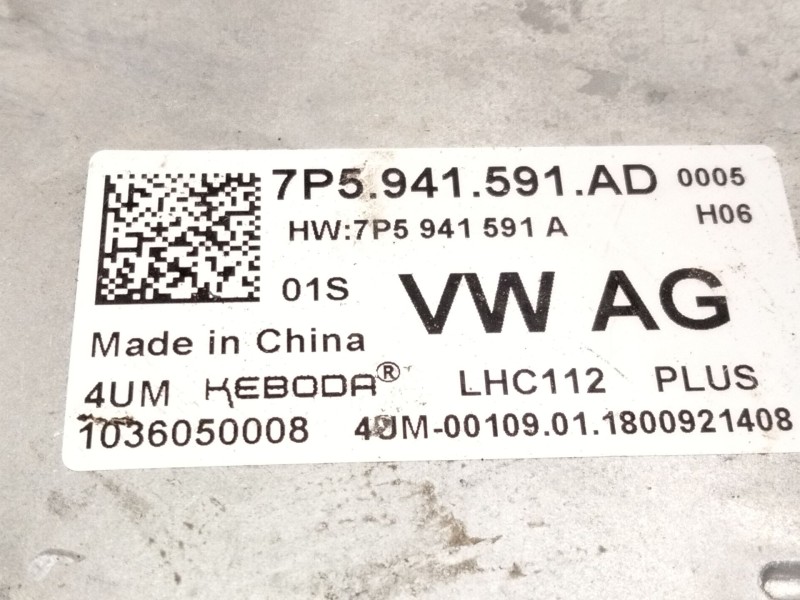 7P5.941.591.AD 0005
HW:7P5 941 591 A H06
01S VW AG
Made in China
4UM KEBODA® LHC112 PLUS
1036050008 4UM-00109.01.1800921408